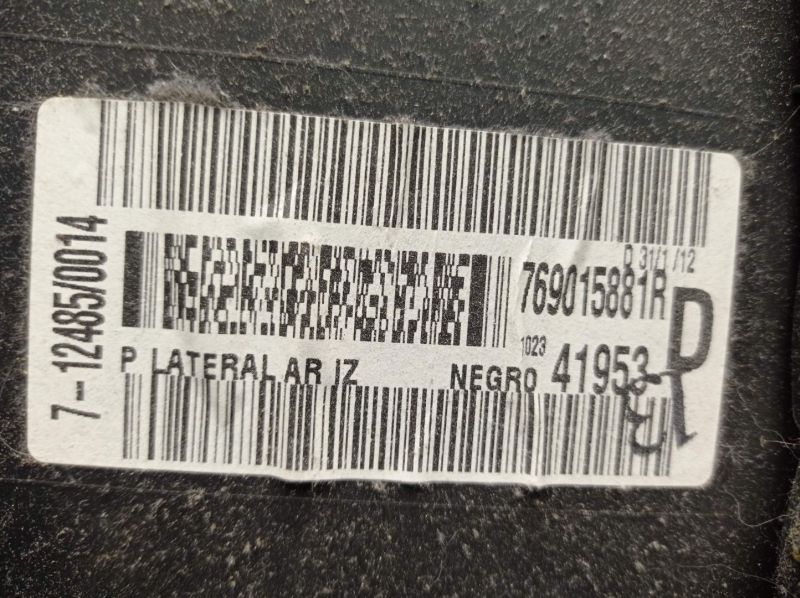 7-12485/0014
D 31/1/12
769015881R
D
1023
41953
P LATERAL AR IZ NEGRO